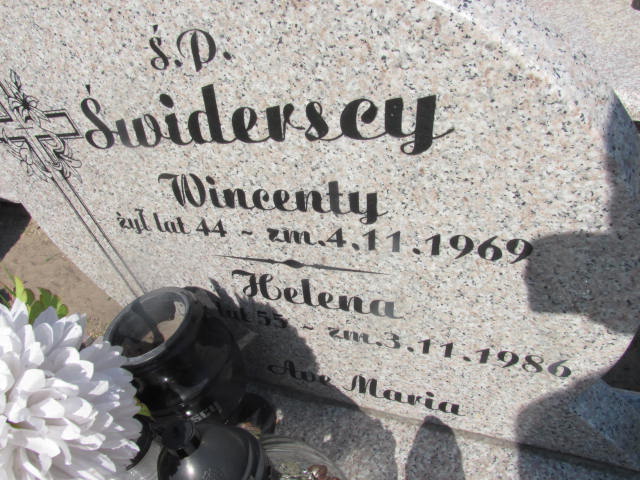 Ś.P.
Świderscy
Wincenty
żył lat 44 ~ zm.4.11.1969
Helena
lat 55 ~ zm.3.11.1986
Ave Maria